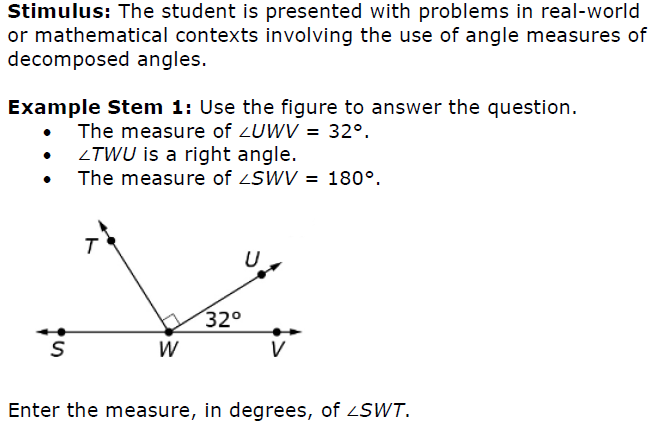 Stimulus: The student is presented with problems in real-world
or mathematical contexts involving the use of angle measures of
decomposed angles.
Example Stem 1: Use the figure to answer the question.
• The measure of ∠UWV = 32°.
• ∠TWU is a right angle.
• The measure of ∠SWV = 180°.
T
U
32°
S W V
Enter the measure, in degrees, of ∠SWT.